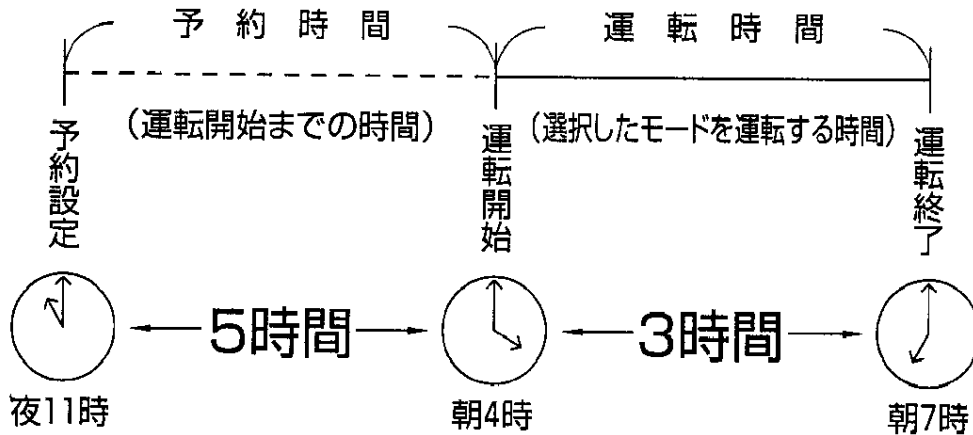 予約時間
運転時間
(運転開始までの時間)
(選択したモードを運転する時間)
予約設定
運転開始
運転終了
5時間
3時間
夜11時
朝4時
朝7時